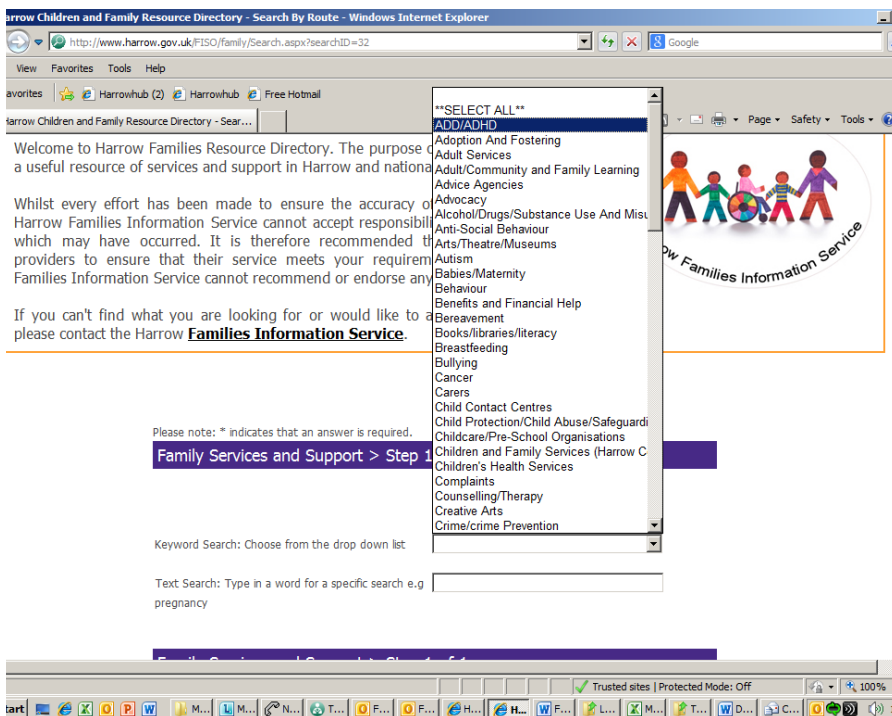 arrow Children and Family Resource Directory - Search By Route - Windows Internet Explorer
http://www.harrow.gov.uk/FISO/family/Search.aspx?searchID=32
Google
View Favorites Tools Help
avorites Harrowhub (2) Harrowhub Free Hotmail
Harrow Children and Family Resource Directory - Sear...
Page Safety Tools
Welcome to Harrow Families Resource Directory. The purpose
a useful resource of services and support in Harrow and nationa
Whilst every effort has been made to ensure the accuracy
Harrow Families Information Service cannot accept responsibili
which may have occurred. It is therefore recommended
providers to ensure that their service meets your requirem
Families Information Service cannot recommend or endorse any
If you can't find what you are looking for or would like to a
please contact the Harrow Families Information Service.
**SELECT ALL**
ADD/ADHD
Adoption And Fostering
Adult Services
Adult/Community and Family Learning
Advice Agencies
Advocacy
Alcohol/Drugs/Substance Use And Misu
Anti-Social Behaviour
Arts/Theatre/Museums
Autism
Babies/Maternity
Behaviour
Benefits and Financial Help
Bereavement
Books/libraries/literacy
Breastfeeding
Bullying
Cancer
Carers
Child Contact Centres
Child Protection/Child Abuse/Safeguardi
Childcare/Pre-School Organisations
Children and Family Services (Harrow C
Children's Health Services
Complaints
Counselling/Therapy
Creative Arts
Crime/crime Prevention
ow Families Information Service
Please note: * indicates that an answer is required.
Family Services and Support > Step 1
Keyword Search: Choose from the drop down list
Text Search: Type in a word for a specific search e.g
pregnancy
Family Services and Support > Step 1 of 1
Trusted sites | Protected Mode: Off
100%
tart M... M... N... T... F... F... H... H... F... L... M... T... D... C...